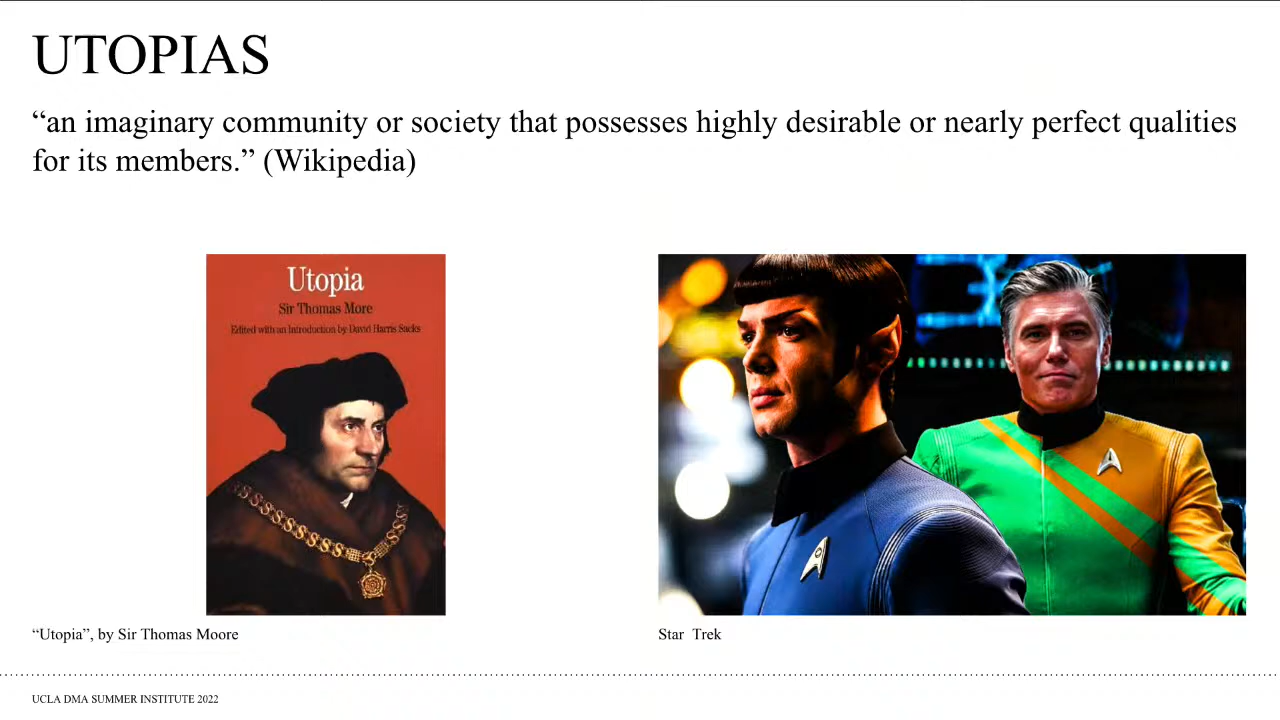 UTOPIAS
“an imaginary community or society that possesses highly desirable or nearly perfect qualities
for its members.” (Wikipedia)
Utopia
Sir Thomas More
Edited with an Introduction by David Harris Sacks
“Utopia”, by Sir Thomas Moore
Star Trek
UCLA DMA SUMMER INSTITUTE 2022